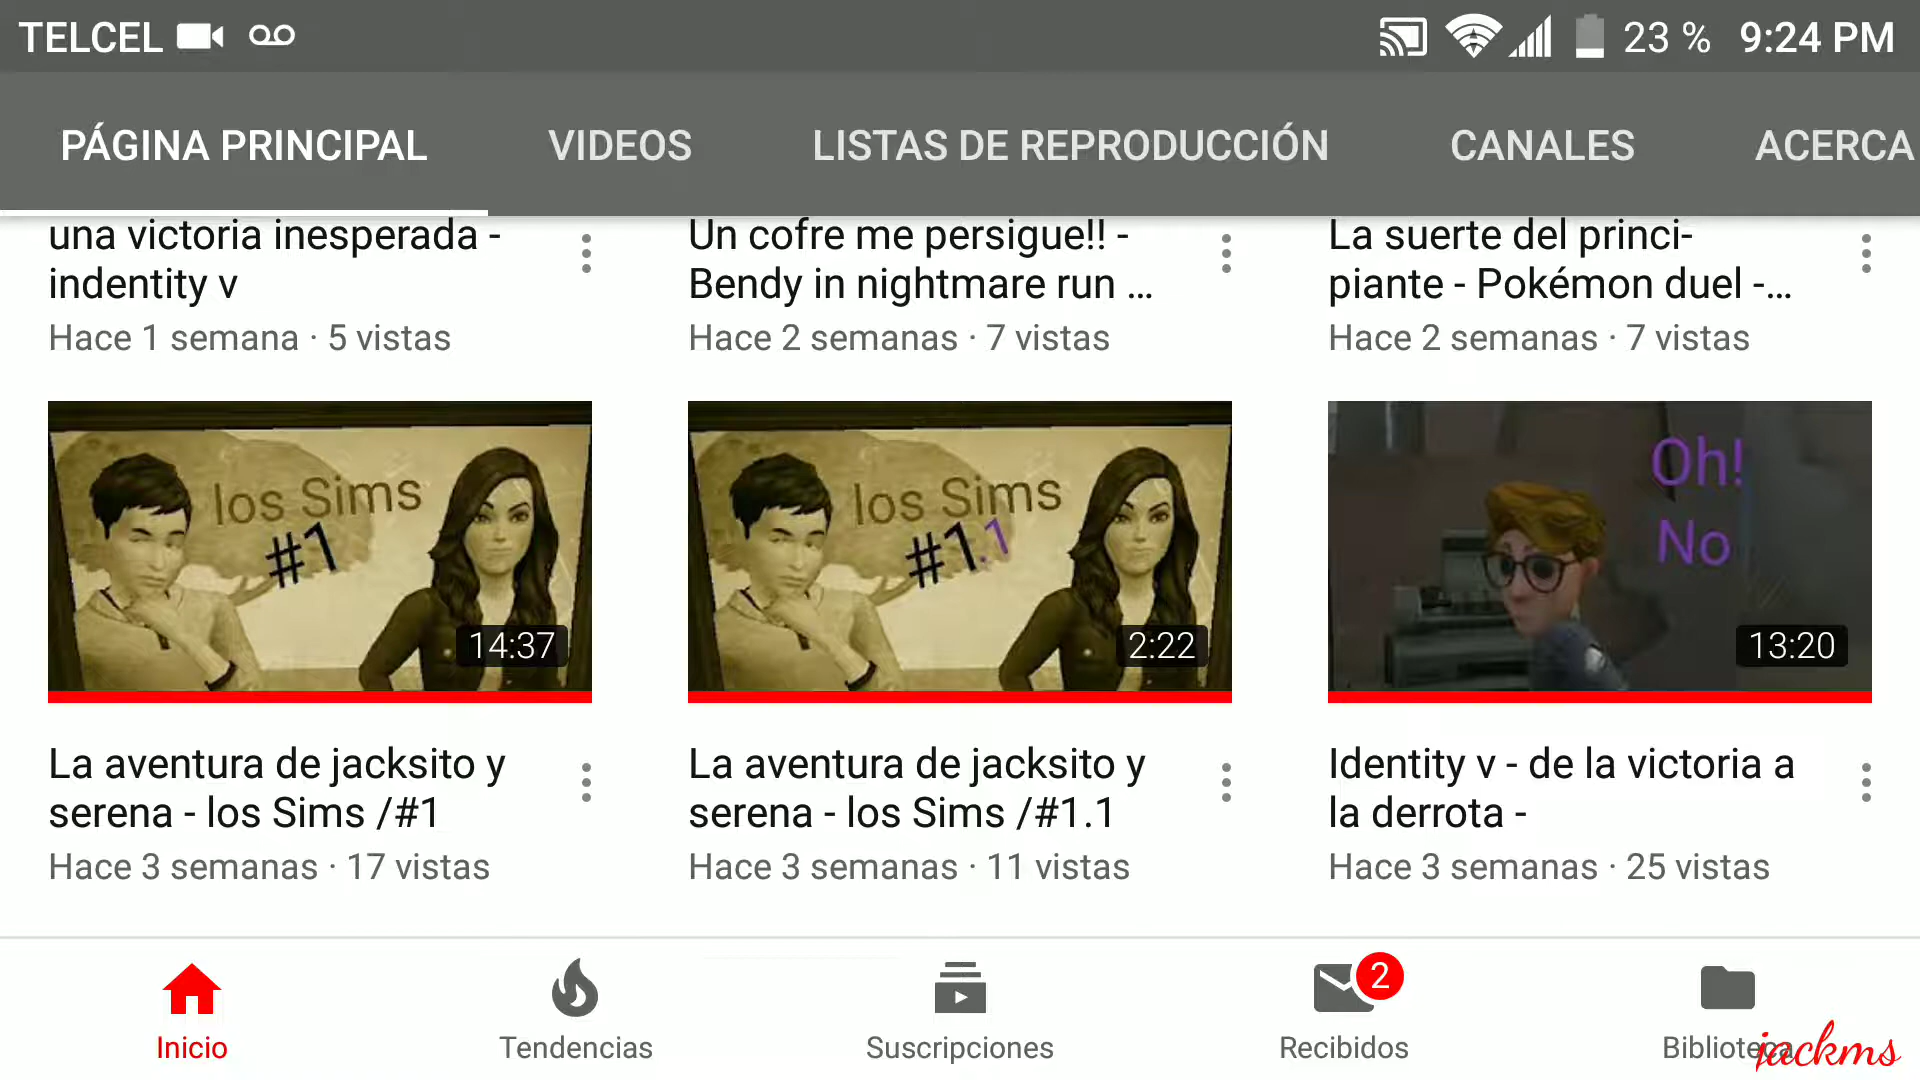 TELCEL 23 % 9:24 PM
PÁGINA PRINCIPAL VIDEOS LISTAS DE REPRODUCCIÓN CANALES ACERCA
una victoria inesperada -
indentity v
Hace 1 semana · 5 vistas
Un cofre me persigue!! -
Bendy in nightmare run ...
Hace 2 semanas · 7 vistas
La suerte del princi-
piante - Pokémon duel -...
Hace 2 semanas · 7 vistas
los Sims
#1
14:37
los Sims
#1.1
2:22
Oh!
No
13:20
La aventura de jacksito y
serena - los Sims /#1
Hace 3 semanas · 17 vistas
La aventura de jacksito y
serena - los Sims /#1.1
Hace 3 semanas · 11 vistas
Identity v - de la victoria a
la derrota -
Hace 3 semanas · 25 vistas
2
Inicio Tendencias Suscripciones Recibidos Biblioteca
jackms